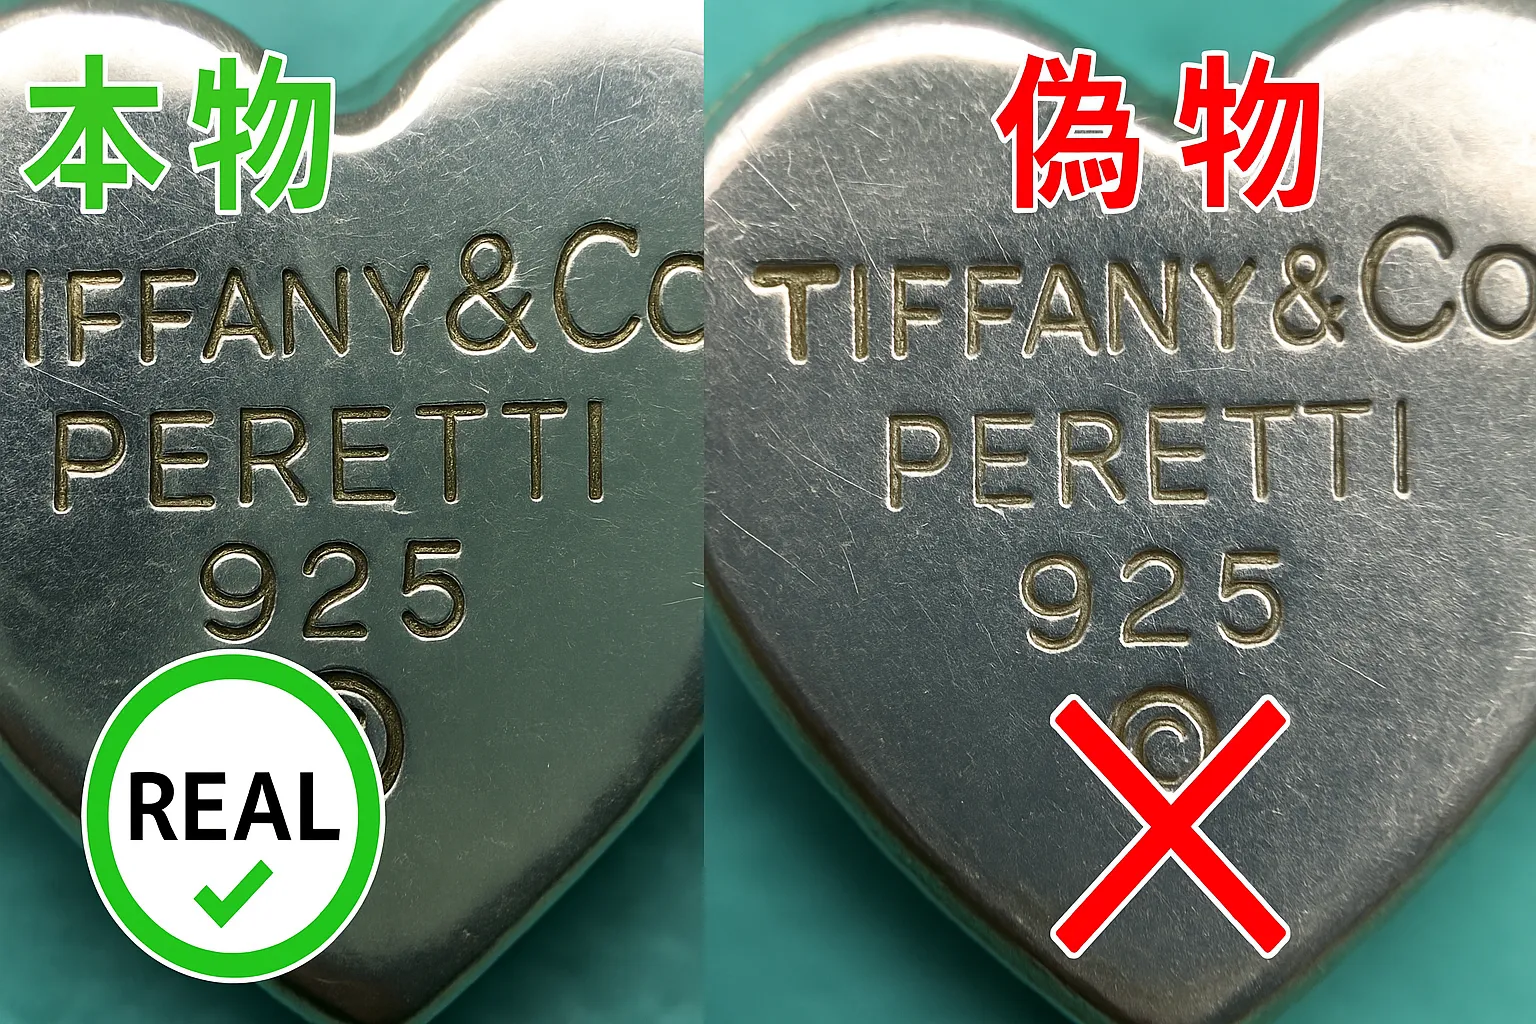 本物
TIFFANY & Co
PERETTI
925
REAL
偽物
TIFFANY & Co
PERETTI
925
©